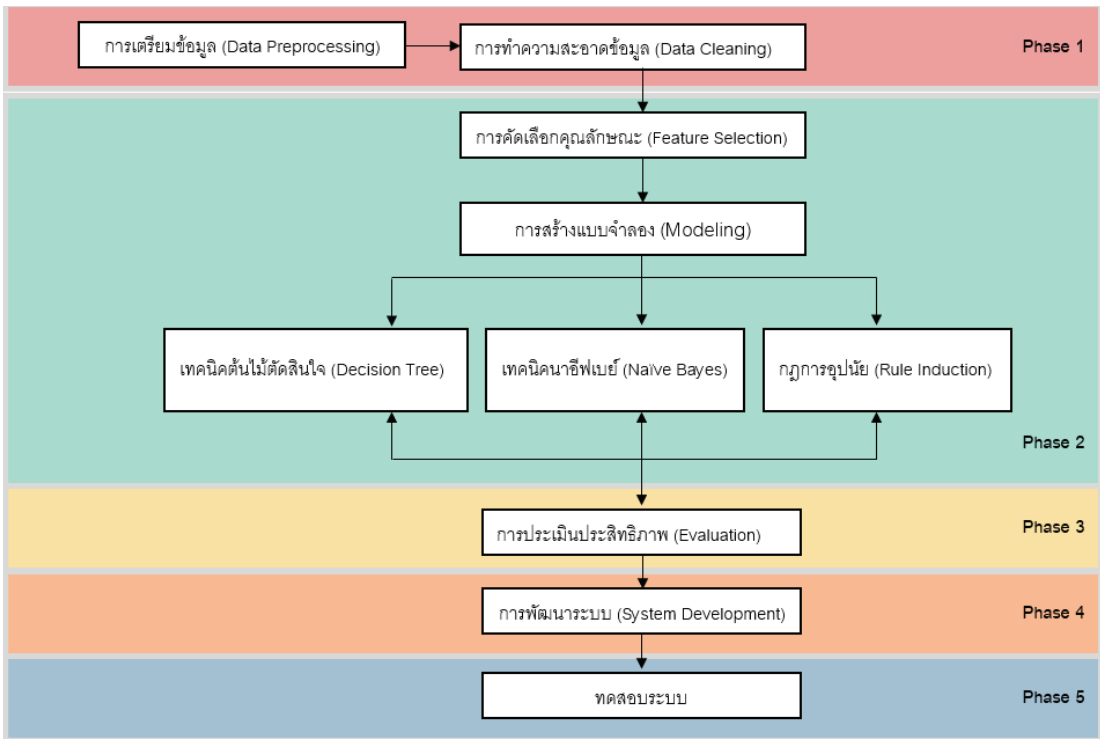 การเตรียมข้อมูล (Data Preprocessing)
การทำความสะอาดข้อมูล (Data Cleaning)
Phase 1
การคัดเลือกคุณลักษณะ (Feature Selection)
การสร้างแบบจำลอง (Modeling)
เทคนิคต้นไม้ตัดสินใจ (Decision Tree)
เทคนิคนาอีฟเบย์ (Naïve Bayes)
กฎการอุปนัย (Rule Induction)
Phase 2
การประเมินประสิทธิภาพ (Evaluation)
Phase 3
การพัฒนาระบบ (System Development)
Phase 4
ทดสอบระบบ
Phase 5